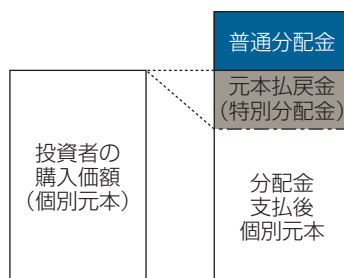 普通分配金
元本払戻金
（特別分配金）
投資者の
購入価額
（個別元本）
分配金
支払後
個別元本